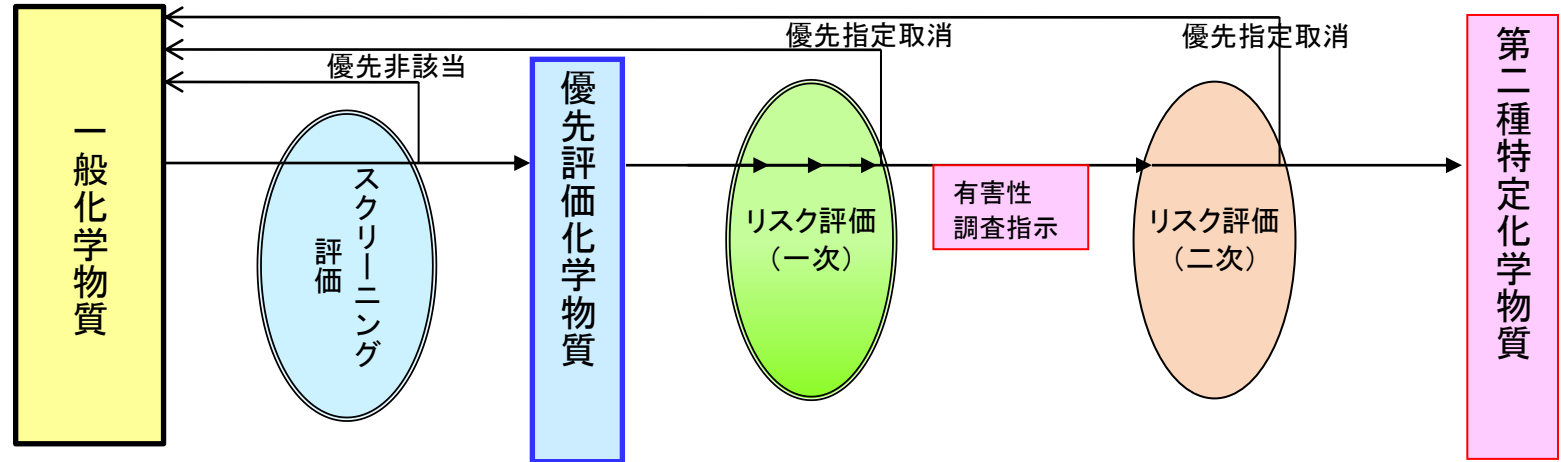 一般化学物質
優先非該当
スクリーニング
評価
優先評価化学物質
優先指定取消
リスク評価
（一次）
有害性
調査指示
優先指定取消
リスク評価
（二次）
第二種特定化学物質